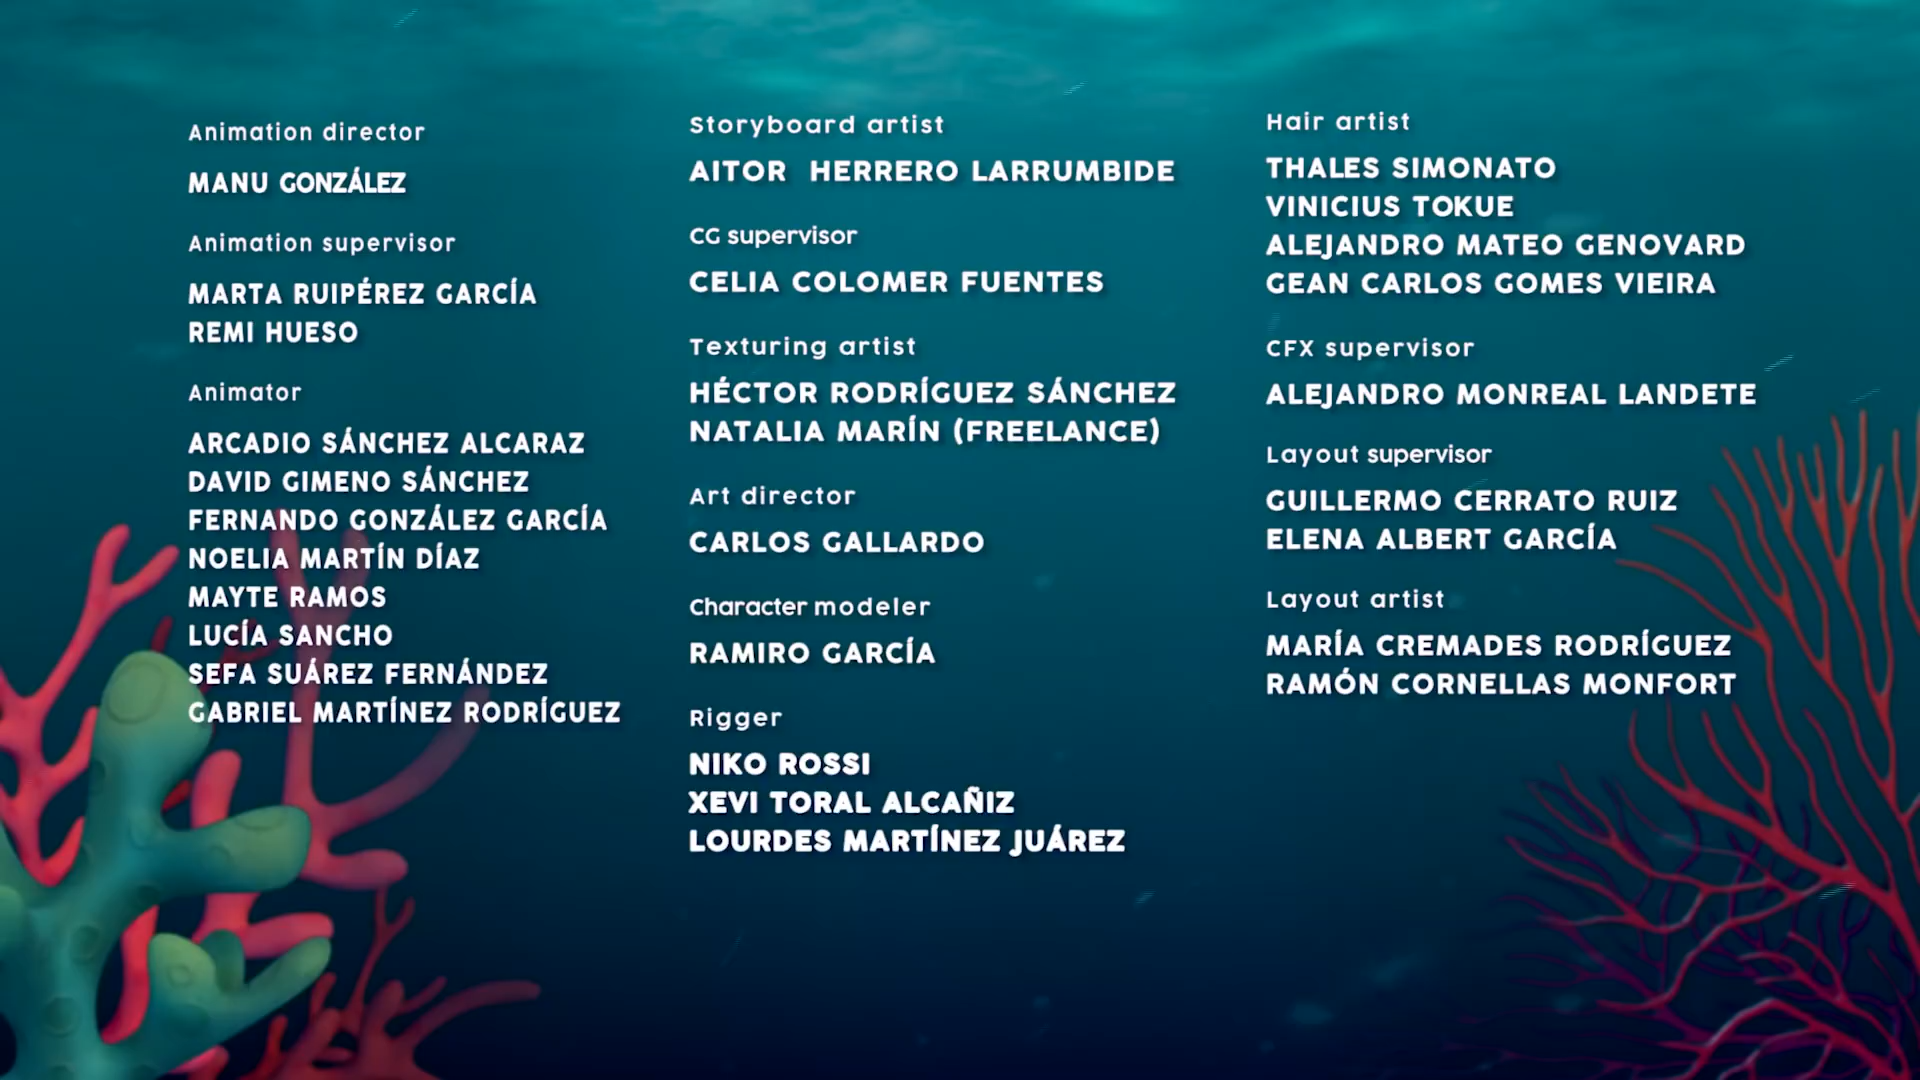 Animation director
MANU GONZÁLEZ
Animation supervisor
MARTA RUIPÉREZ GARCÍA
REMI HUESO
Animator
ARCADIO SÁNCHEZ ALCARAZ
DAVID GIMENO SÁNCHEZ
FERNANDO GONZÁLEZ GARCÍA
NOELIA MARTÍN DÍAZ
MAYTE RAMOS
LUCÍA SANCHO
SEFA SUÁREZ FERNÁNDEZ
GABRIEL MARTÍNEZ RODRÍGUEZ
Storyboard artist
AITOR HERRERO LARRUMBIDE
CG supervisor
CELIA COLOMER FUENTES
Texturing artist
HÉCTOR RODRÍGUEZ SÁNCHEZ
NATALIA MARÍN (FREELANCE)
Art director
CARLOS GALLARDO
Character modeler
RAMIRO GARCÍA
Rigger
NIKO ROSSI
XEVI TORAL ALCAÑIZ
LOURDES MARTÍNEZ JUÁREZ
Hair artist
THALES SIMONATO
VINICIUS TOKUE
ALEJANDRO MATEO GENOVARD
GEAN CARLOS GOMES VIEIRA
CFX supervisor
ALEJANDRO MONREAL LANDETE
Layout supervisor
GUILLERMO CERRATO RUIZ
ELENA ALBERT GARCÍA
Layout artist
MARÍA CREMADES RODRÍGUEZ
RAMÓN CORNELLAS MONFORT